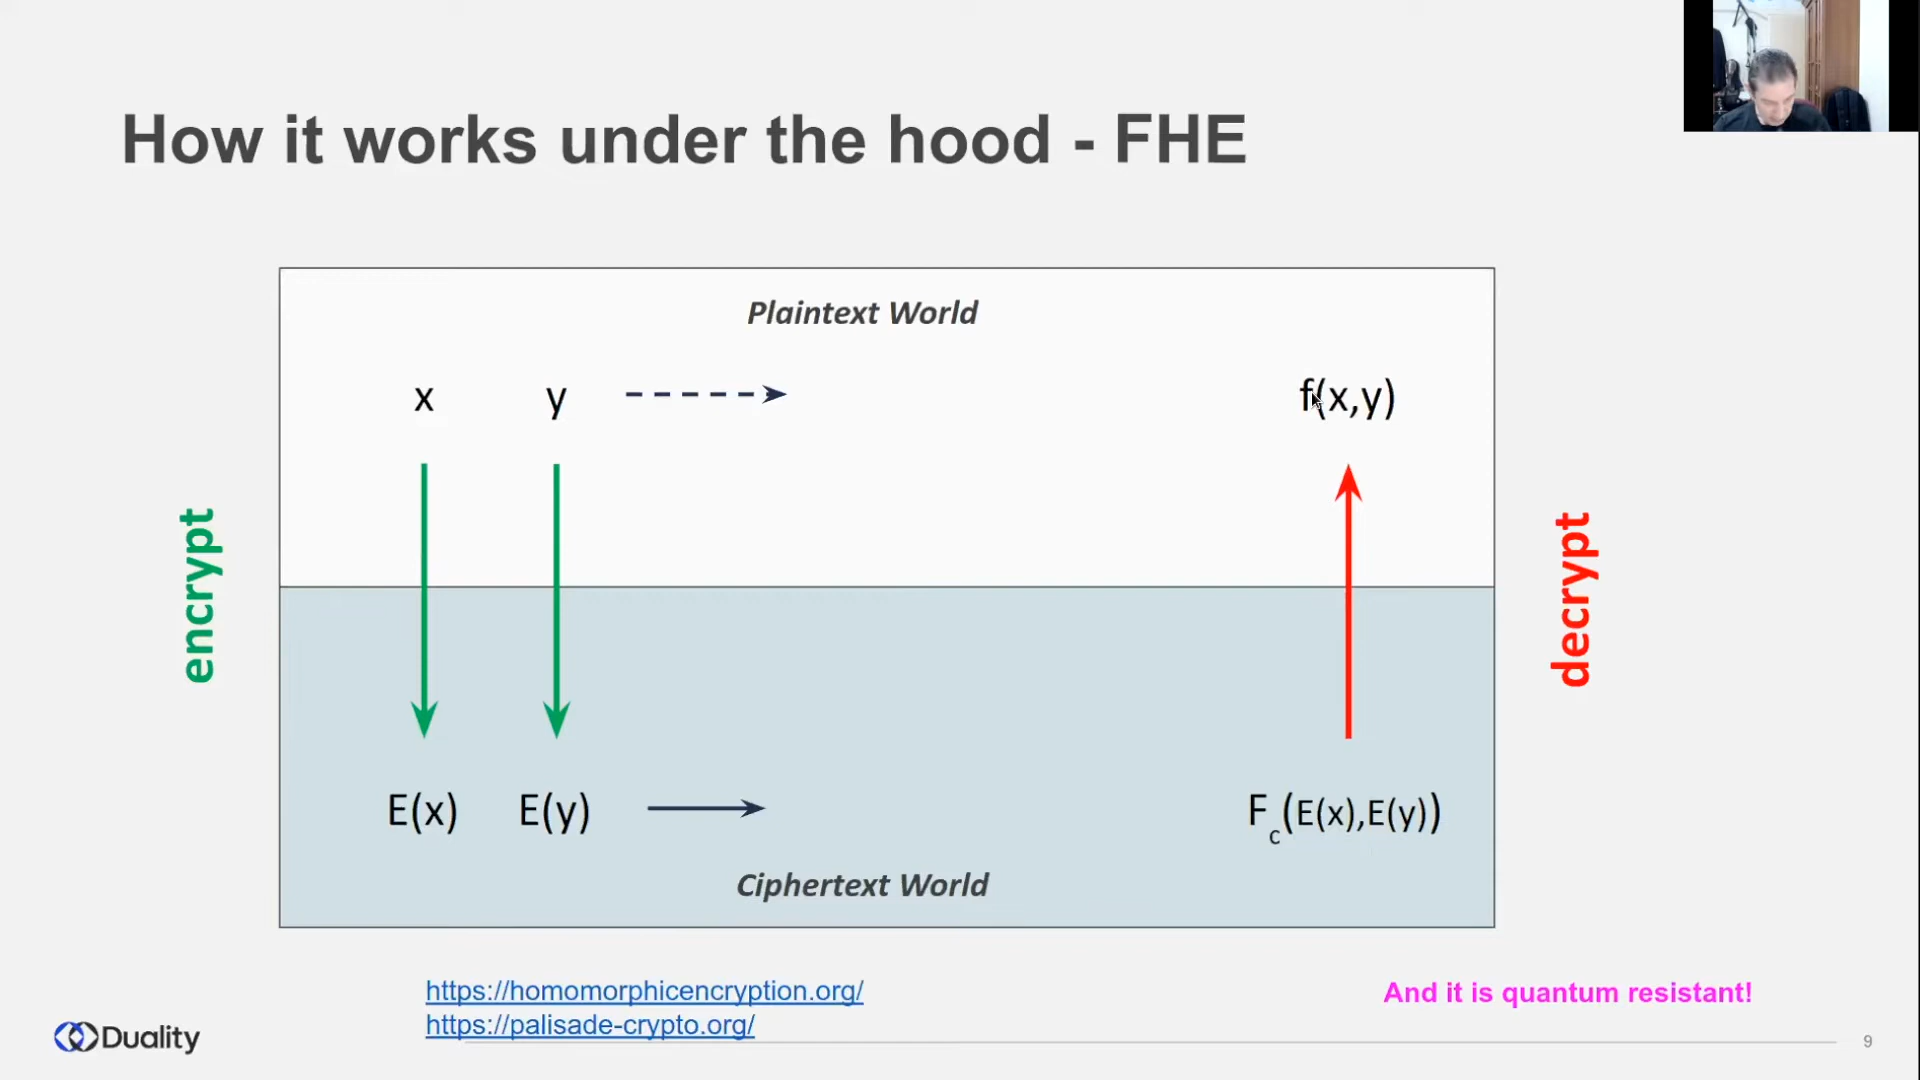 How it works under the hood - FHE
Plaintext World
x y f(x,y)
encrypt
decrypt
E(x) E(y) Fc(E(x),E(y))
Ciphertext World
https://homomorphicencryption.org/
https://palisade-crypto.org/
And it is quantum resistant!
Duality
9